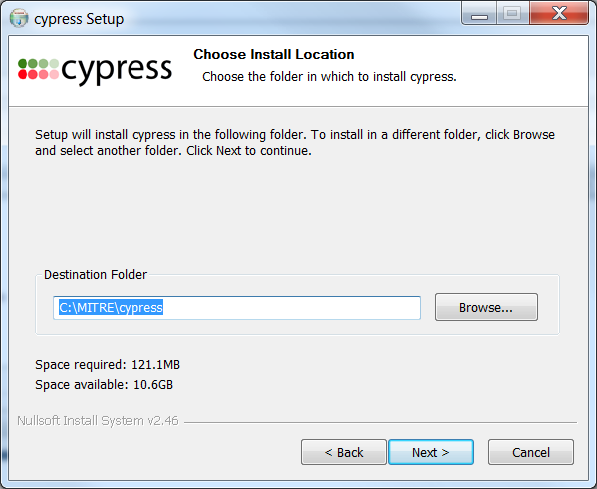 cypress Setup
cypress
Choose Install Location
Choose the folder in which to install cypress.
Setup will install cypress in the following folder. To install in a different folder, click Browse
and select another folder. Click Next to continue.
Destination Folder
C:\MITRE\cypress
Browse...
Space required: 121.1MB
Space available: 10.6GB
Nullsoft Install System v2.46
< Back
Next >
Cancel